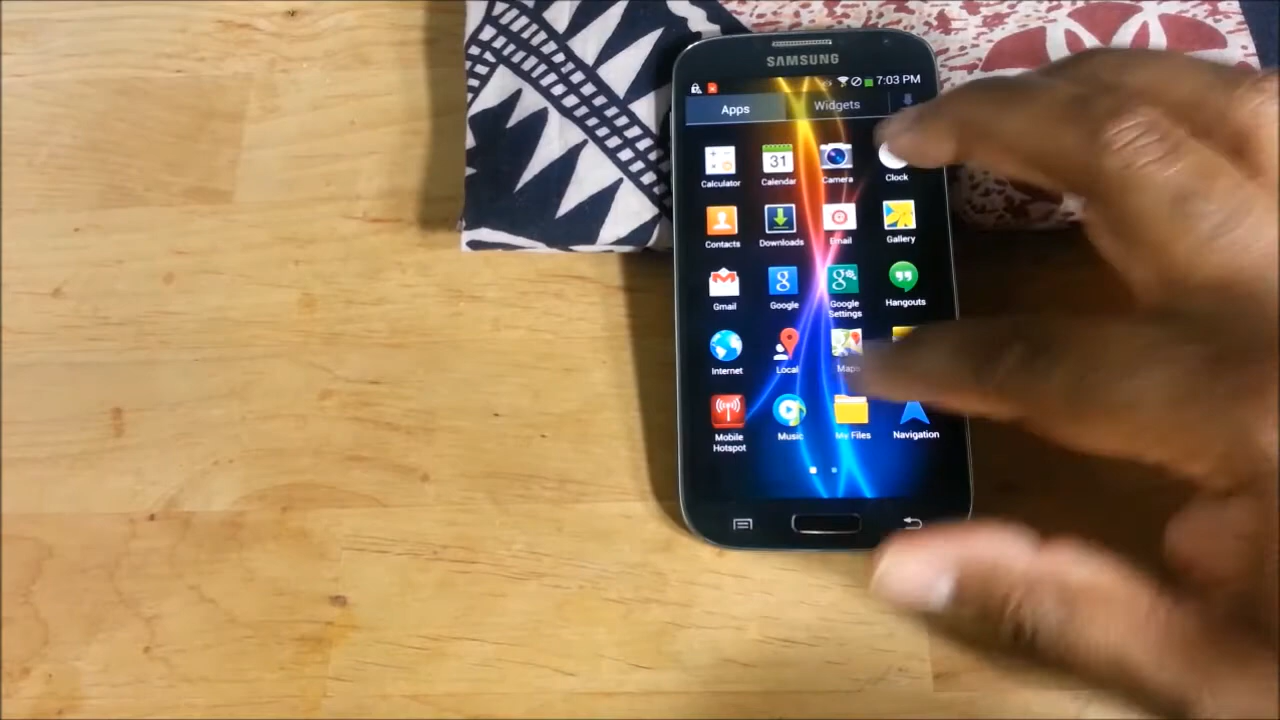 SAMSUNG
7:03 PM
Apps Widgets
31
Calculator Calendar Camera Clock
Contacts Downloads Email Gallery
g g
Gmail Google Google Settings Hangouts
Internet Local Maps
Mobile Hotspot Music My Files Navigation